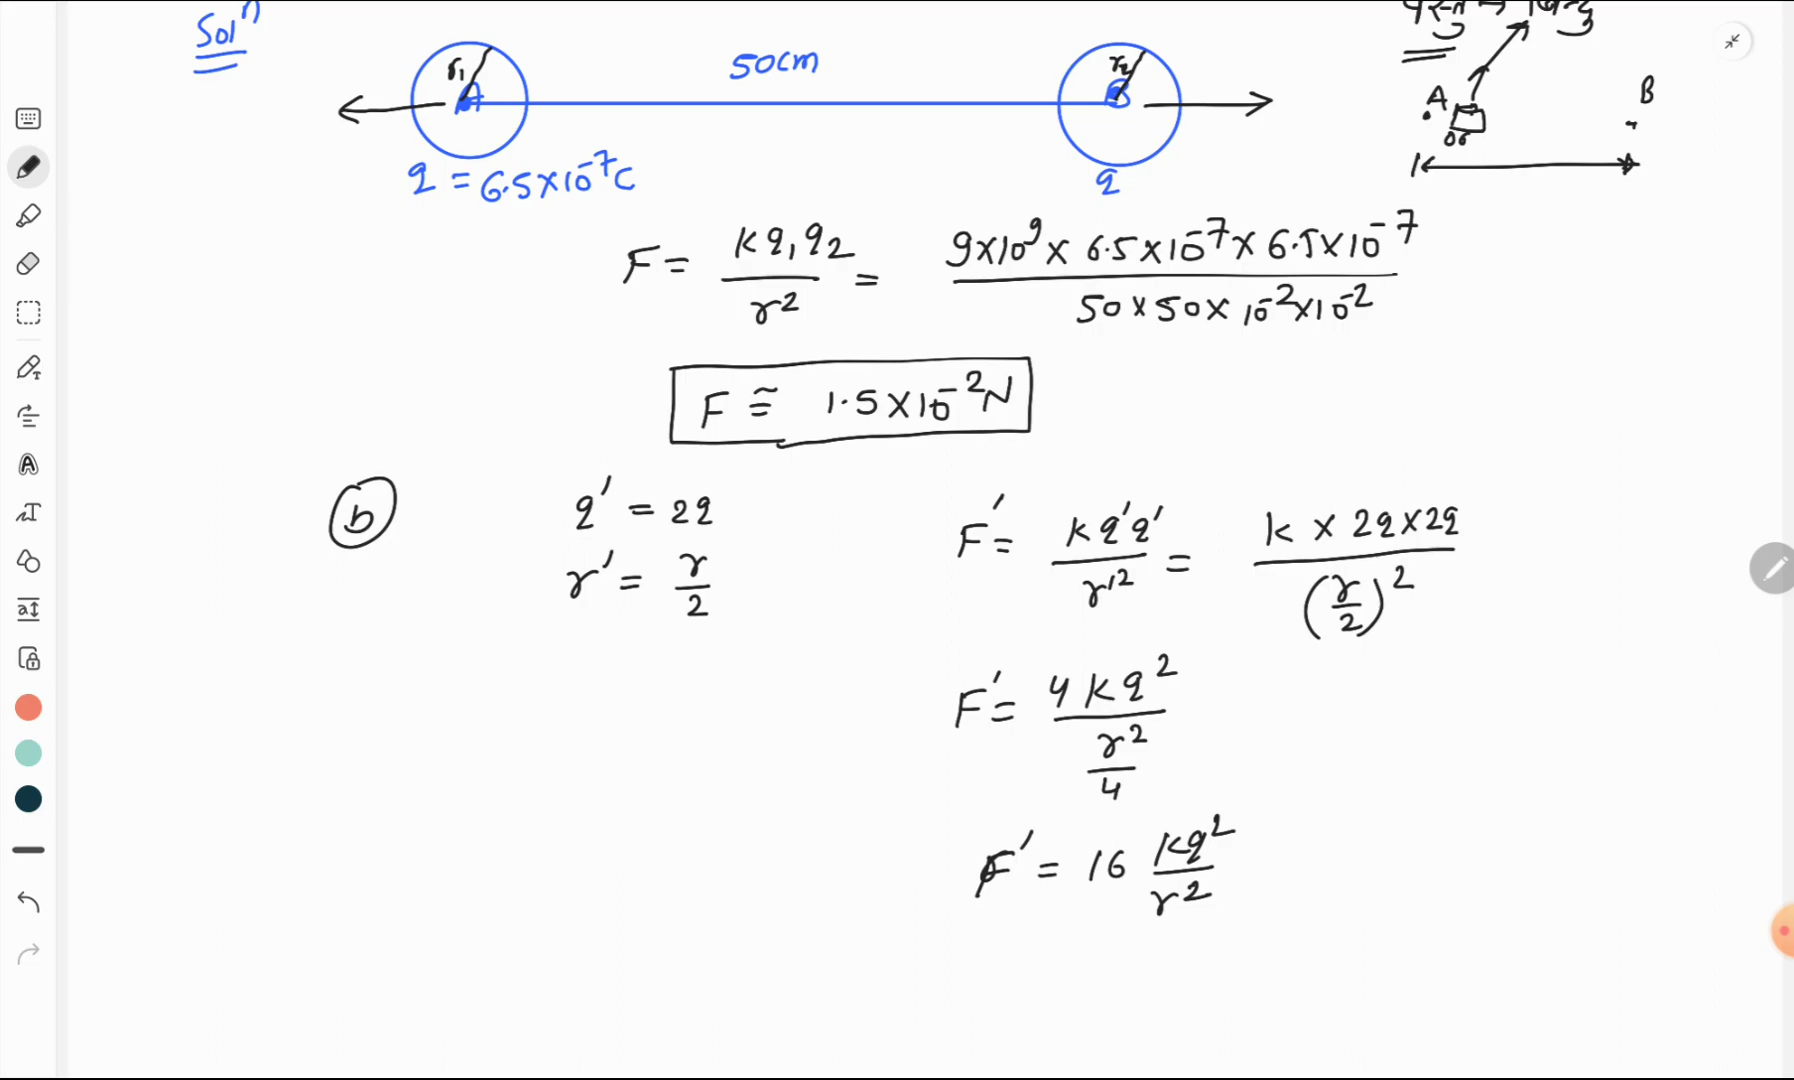 Solⁿ
r₁ A
50cm
r₂ B
q = 6.5×10⁻⁷C
q
A
B
F = kq₁q₂/r² = 9×10⁹ × 6.5×10⁻⁷ × 6.5×10⁻⁷/50×50×10⁻²×10⁻²
F ≅ 1.5×10⁻²N
(b)
q' = 2q
r' = r/2
F' = kq'q'/r'² = k × 2q×2q/(r/2)²
F' = 4kq²/(r²/4)
F' = 16 kq²/r²